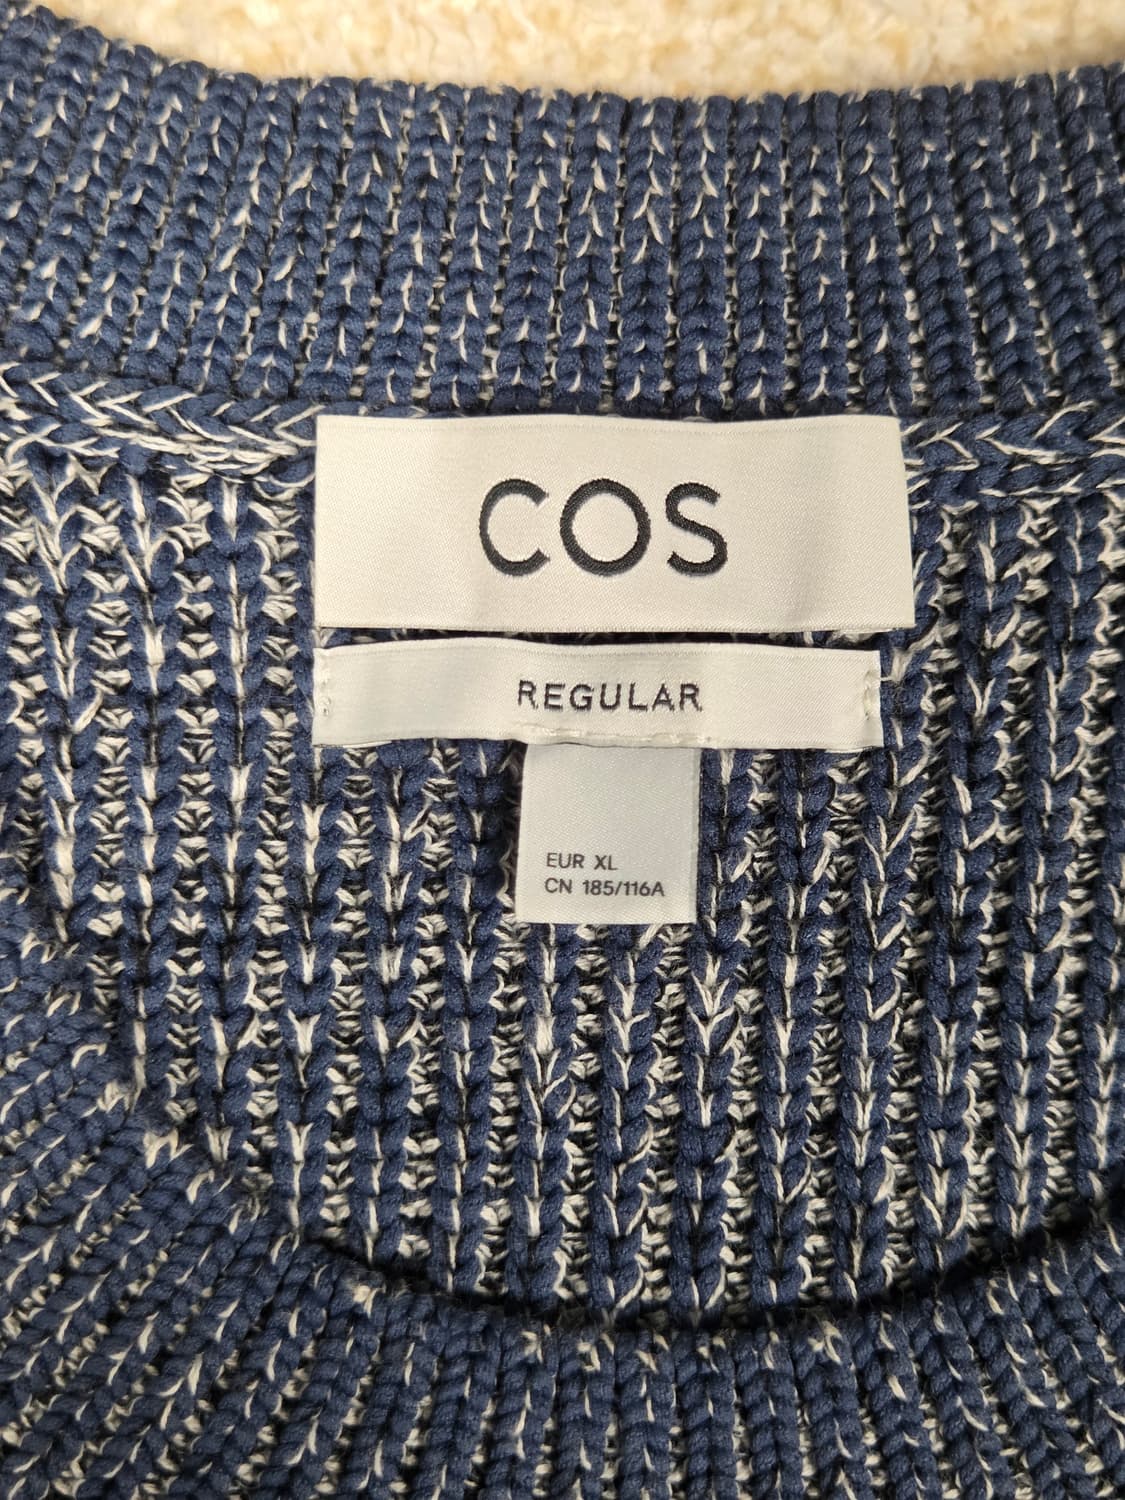 COS
REGULAR
EUR XL
CN 185/116A